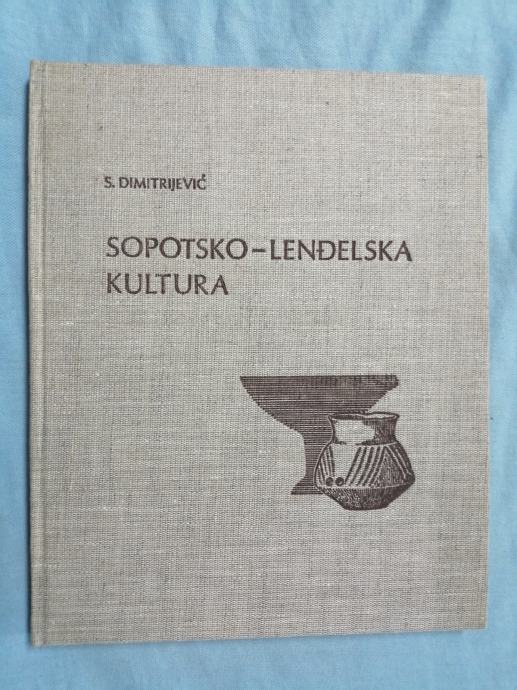 S. DIMITRIJEVIĆ
SOPOTSKO-LENĐELSKA
KULTURA